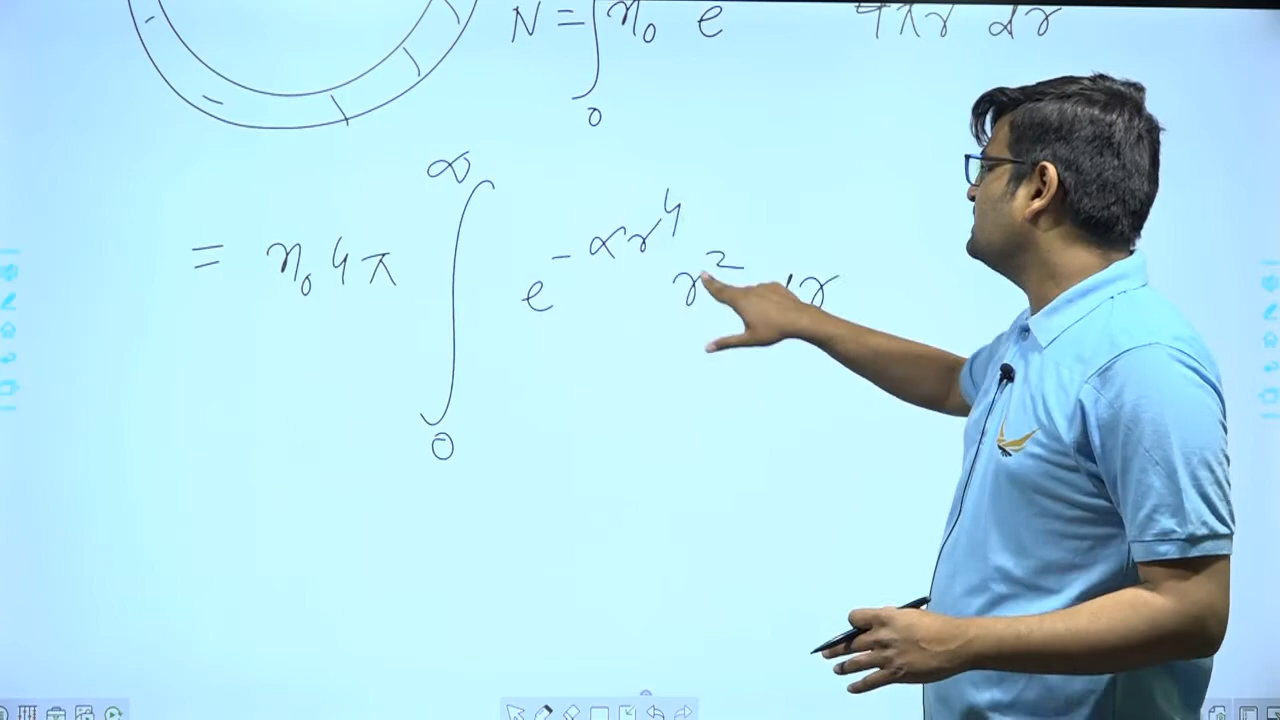 N = ∫₀ n₀ e 4πr dr
= n₀ 4π ∫₀^∞ e^{-αr⁴} r² dr